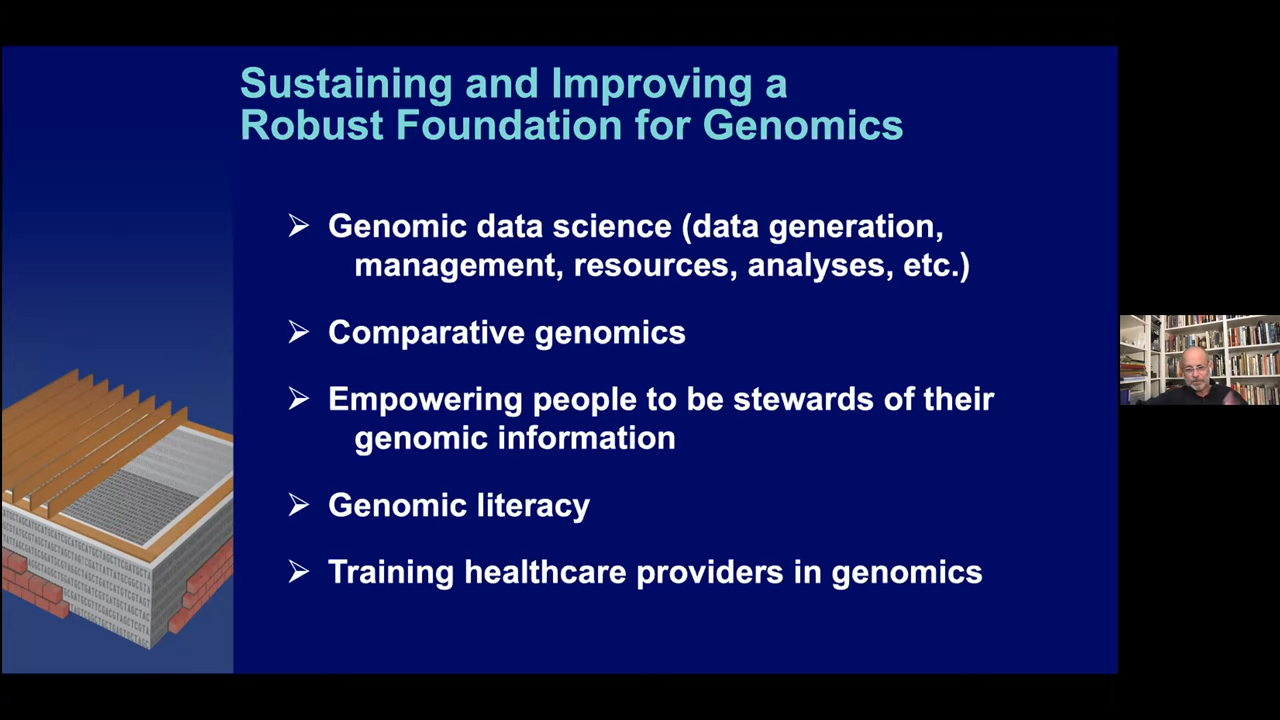 Sustaining and Improving a
Robust Foundation for Genomics
➢ Genomic data science (data generation,
management, resources, analyses, etc.)
➢ Comparative genomics
➢ Empowering people to be stewards of their
genomic information
➢ Genomic literacy
➢ Training healthcare providers in genomics